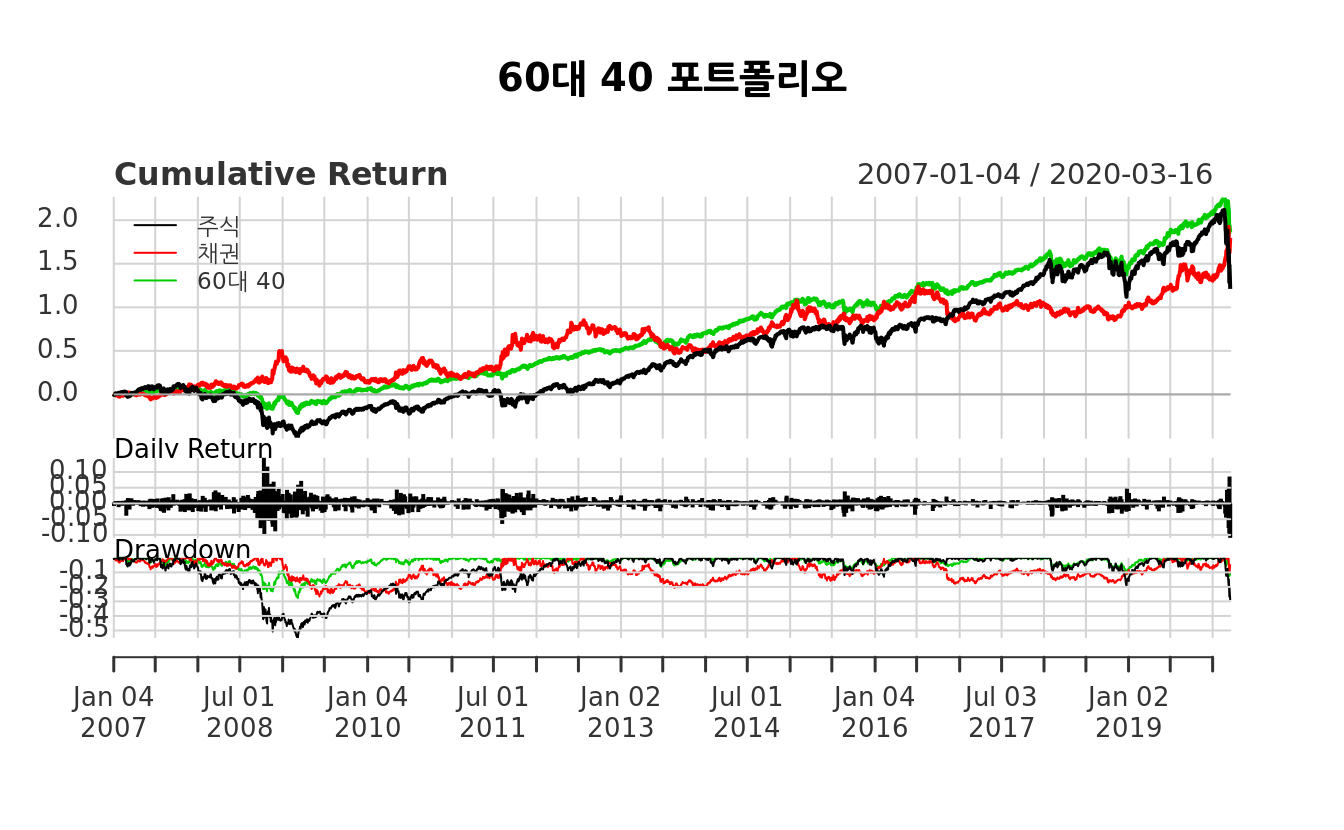 60대 40 포트폴리오
Cumulative Return
2007-01-04 / 2020-03-16
2.0
1.5
1.0
0.5
0.0
주식
채권
60대 40
Daily Return
0.10
0.05
0.00
-0.05
-0.10
Drawdown
-0.1
-0.2
-0.3
-0.4
-0.5
Jan 04 Jul 01 Jan 04 Jul 01 Jan 02 Jul 01 Jan 04 Jul 03 Jan 02
2007 2008 2010 2011 2013 2014 2016 2017 2019